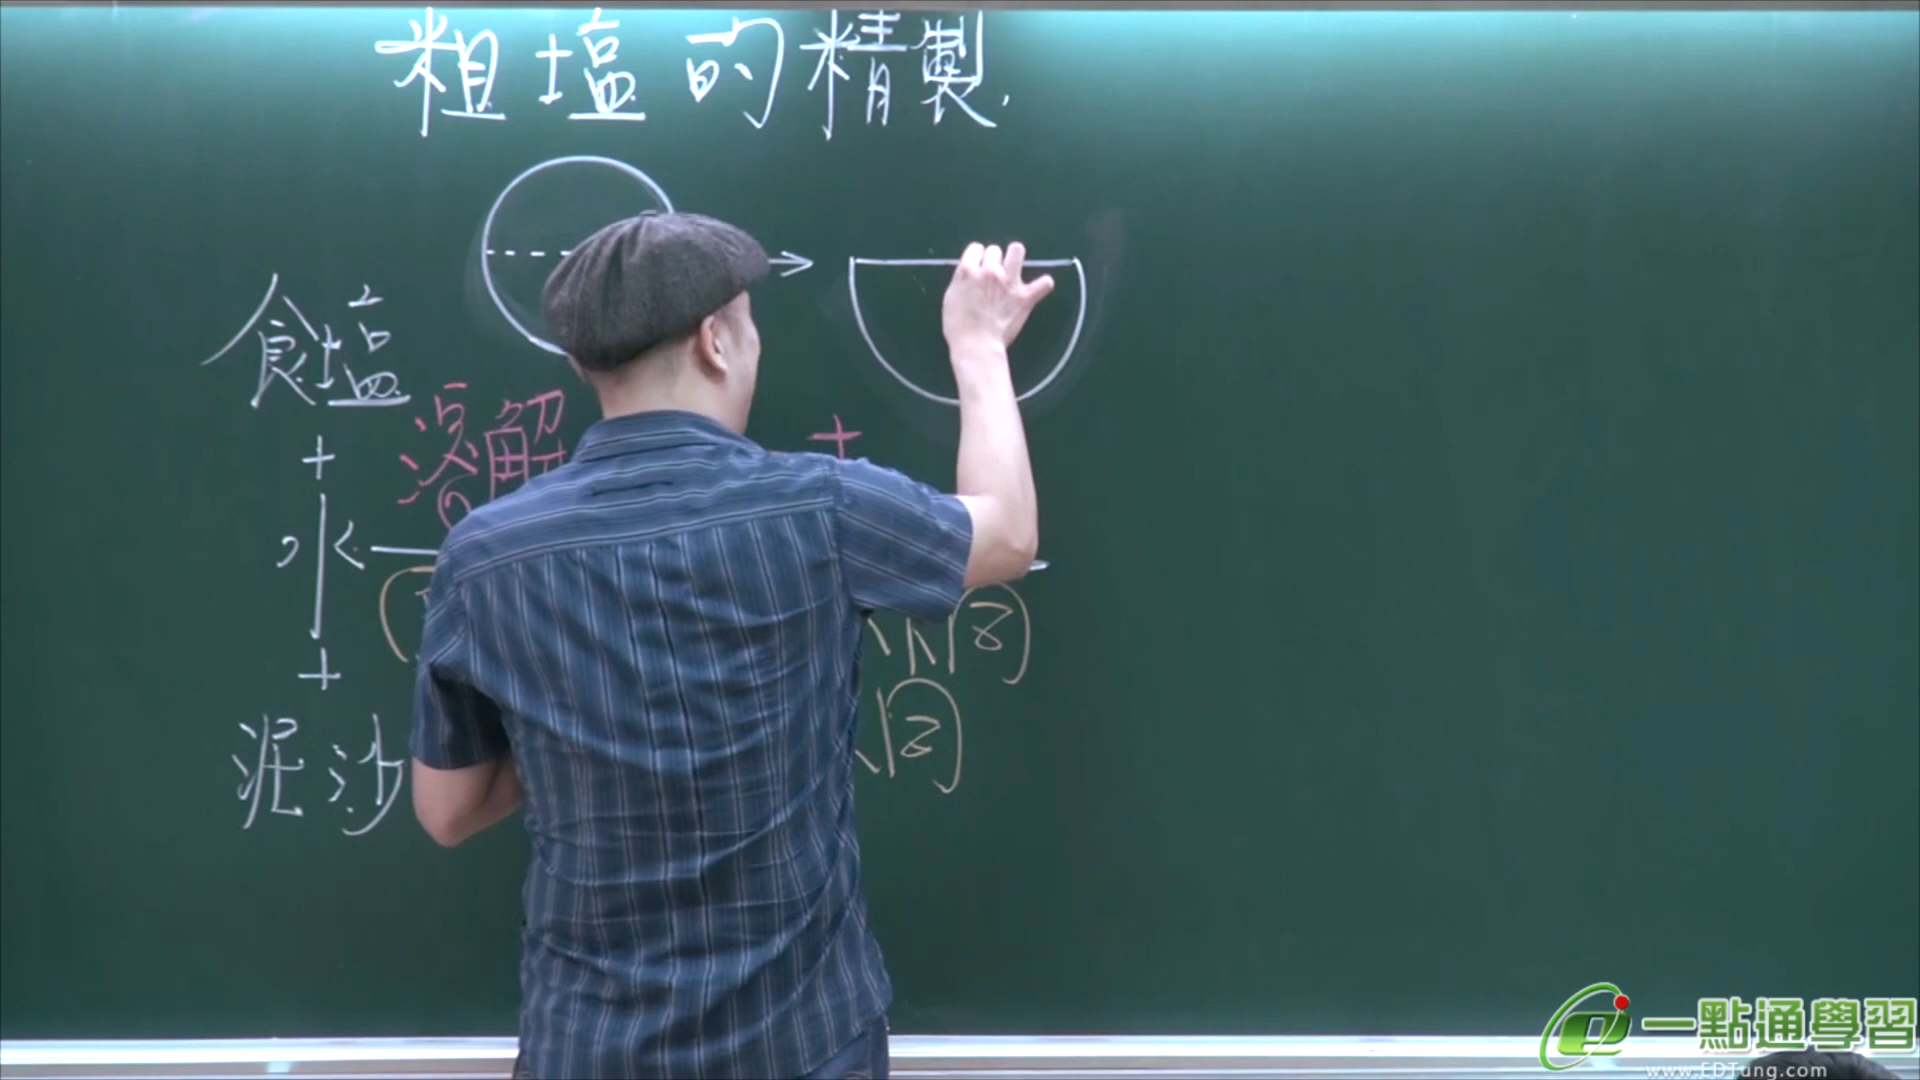 粗塩的精製.
食塩
溶解
+
+
水
+
泥沙
一點通學習
www.EDTung.com